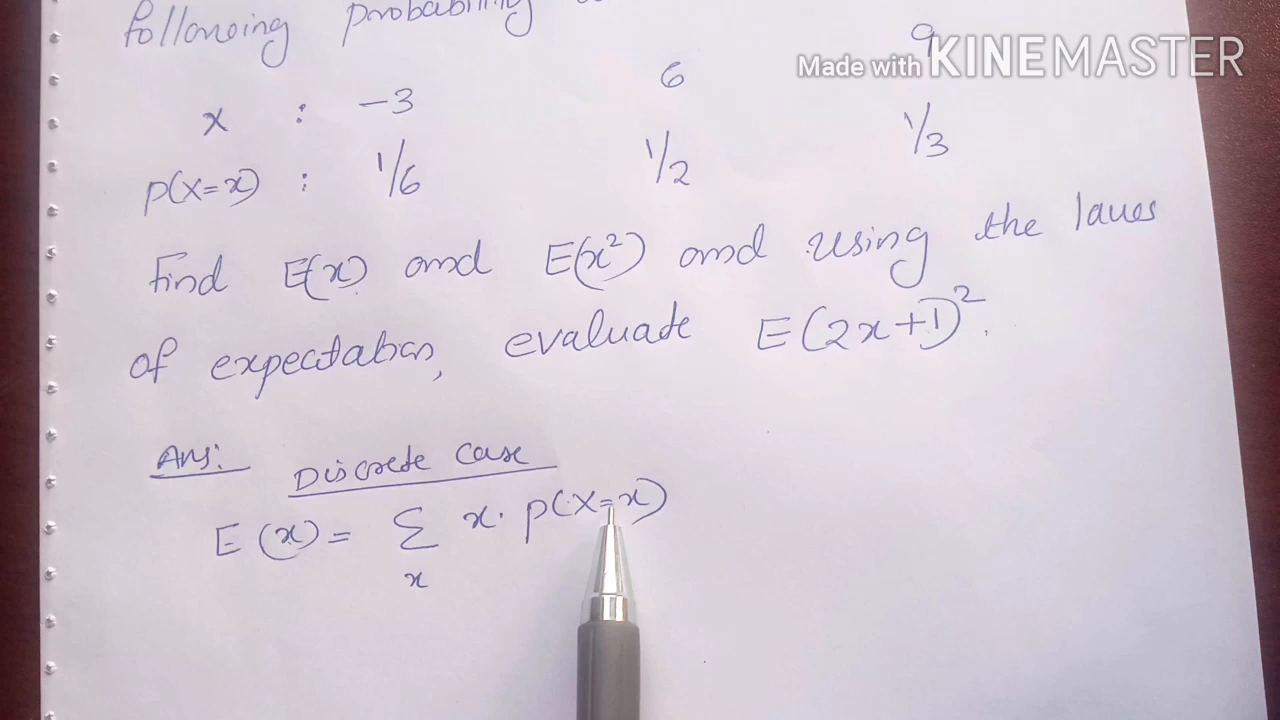 following probability
Made with KINEMASTER
x : -3 6 9
p(X=x) : 1/6 1/2 1/3
Find E(x) and E(x²) and using the laws
of expectation, evaluate E(2x+1)².
Ans: Discrete Case
E(x) = Σ x. p(X=x)
x